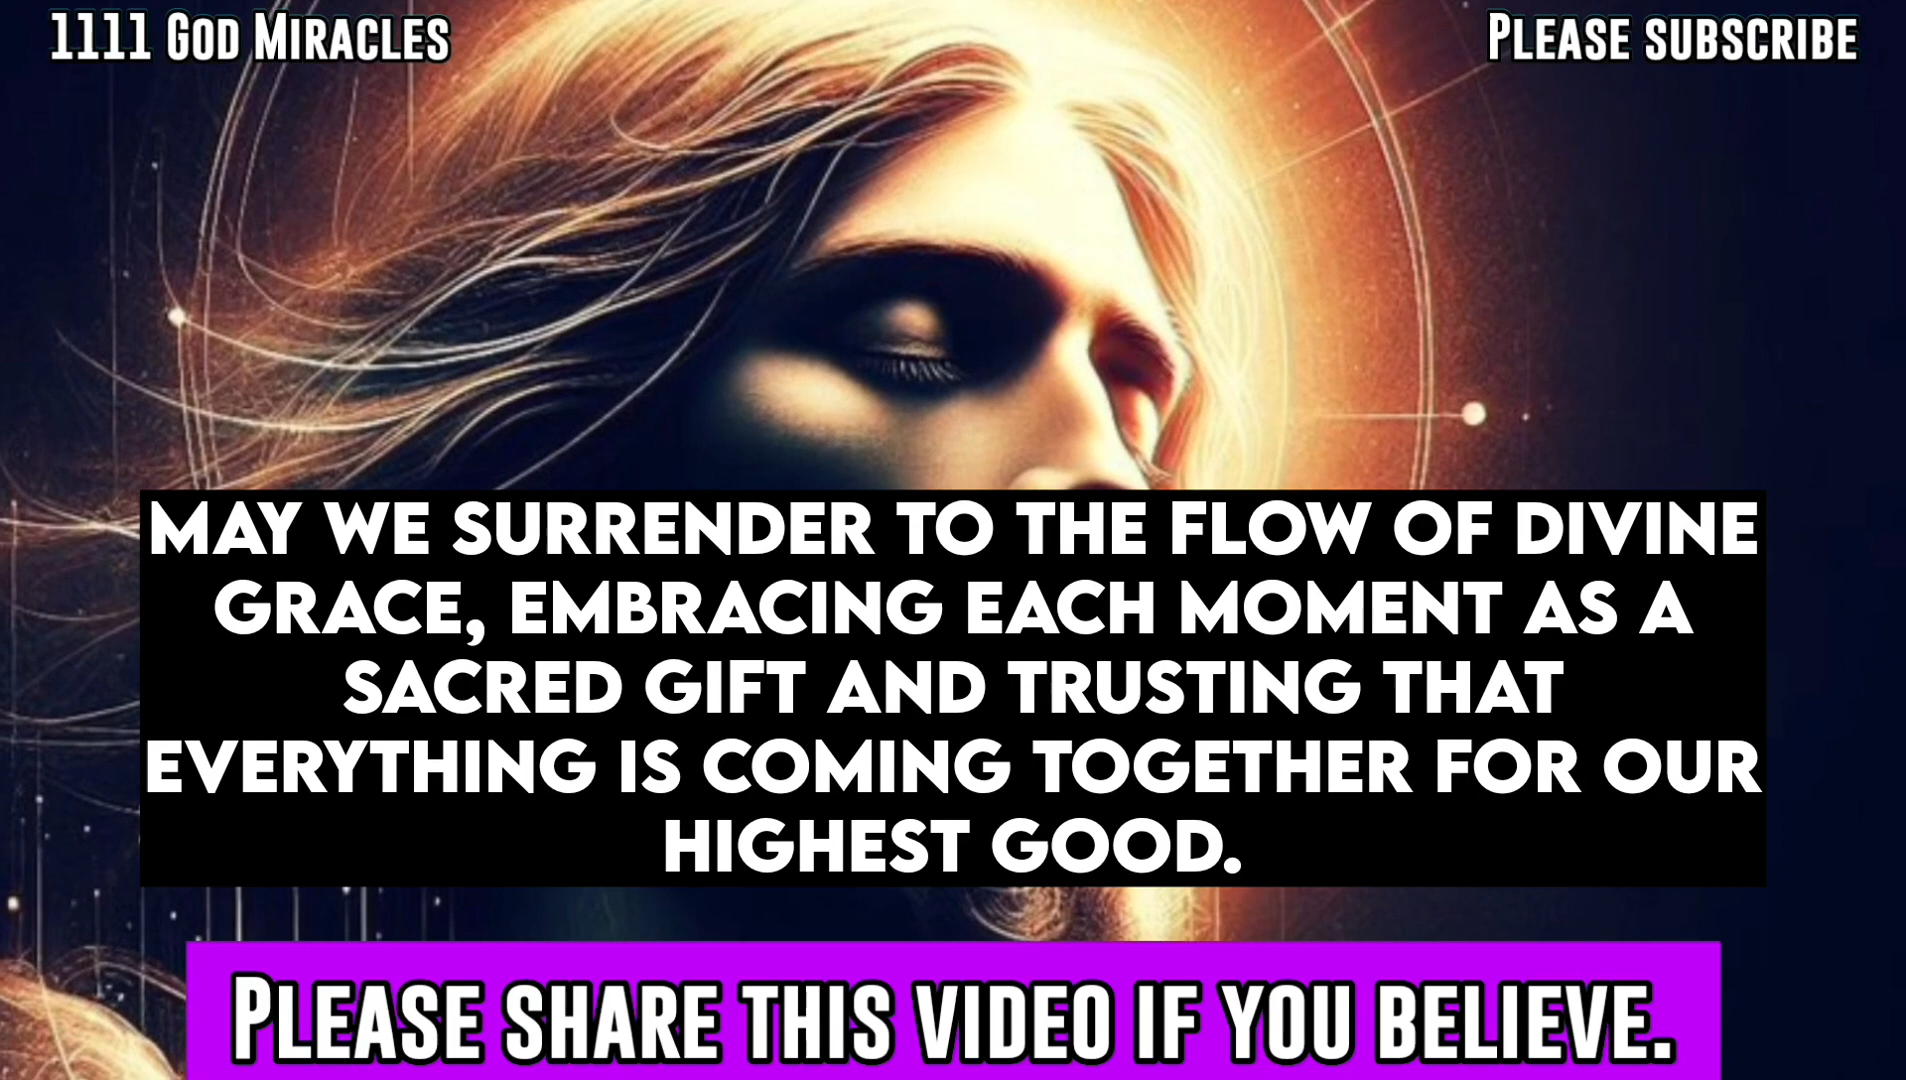 1111 God Miracles
Please subscribe
MAY WE SURRENDER TO THE FLOW OF DIVINE
GRACE, EMBRACING EACH MOMENT AS A
SACRED GIFT AND TRUSTING THAT
EVERYTHING IS COMING TOGETHER FOR OUR
HIGHEST GOOD.
Please share this video if you believe.